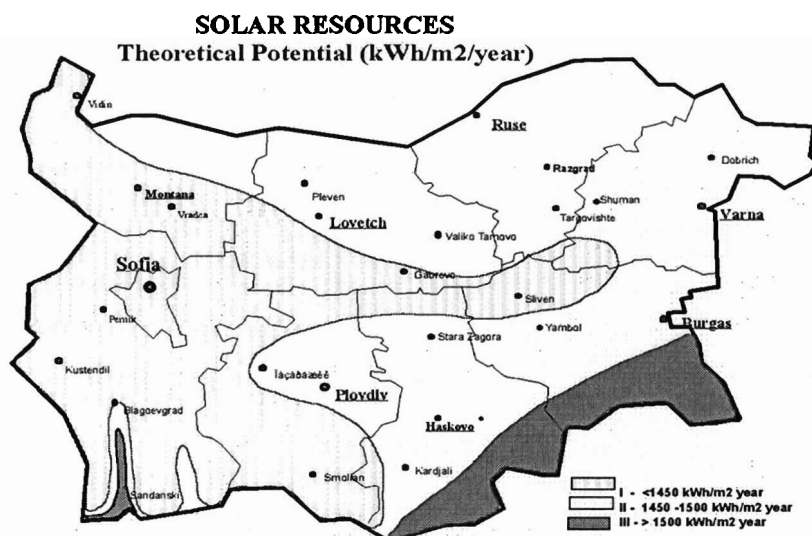 SOLAR RESOURCES
Theoretical Potential (kWh/m2/year)
Vidin
Ruse
Montana
Vradca
Pleven
Lovetch
Razgrad
Dobrich
Shuman
Targovishte
Varna
Valiko Tarnovo
Sofja
Gabrovo
Sliven
Pernik
Burgas
Yambol
Stara Zagora
Kustendil
Ïàçàðäæèê
Plovdiv
Blagoevgrad
Haskovo
Smolian
Kardjali
Sandanski
I - <1450 kWh/m2 year
II - 1450 -1500 kWh/m2 year
III - > 1500 kWh/m2 year